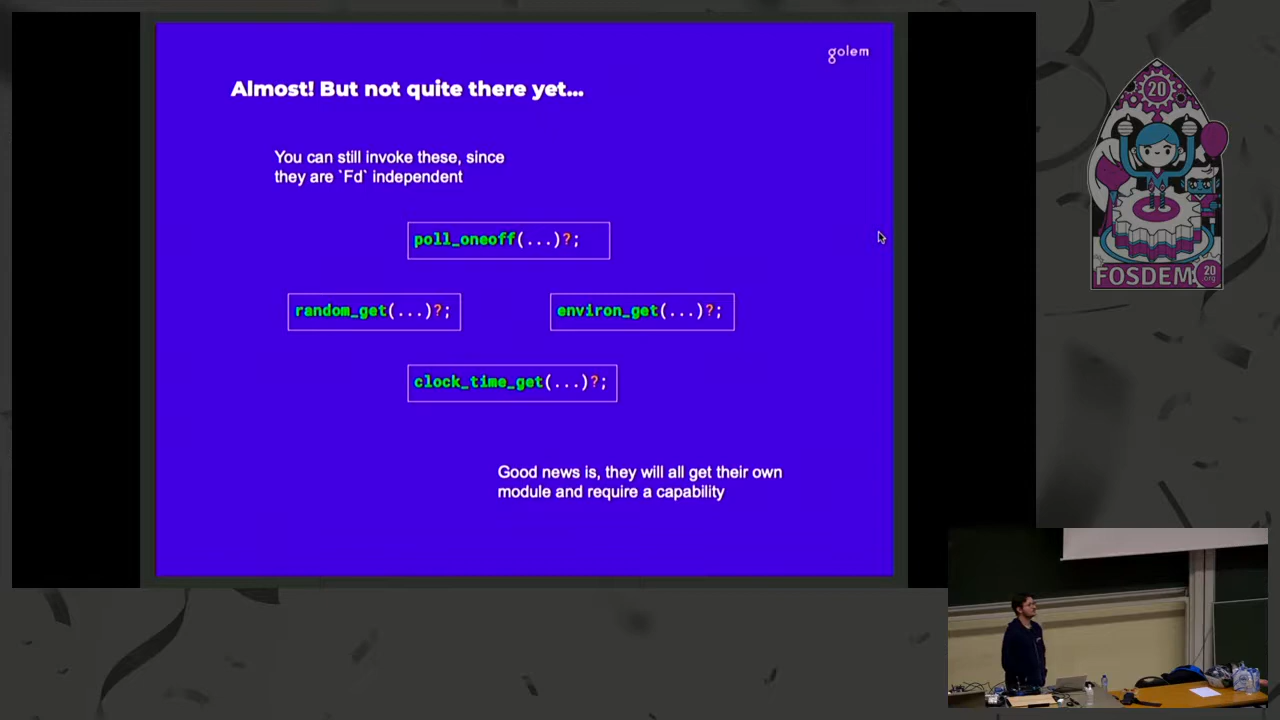 golem
Almost! But not quite there yet...
You can still invoke these, since
they are `Fd` independent
poll_oneoff(...)?;
random_get(...)?;
environ_get(...)?;
clock_time_get(...)?;
Good news is, they will all get their own
module and require a capability
20
FOSDEM 20
.org